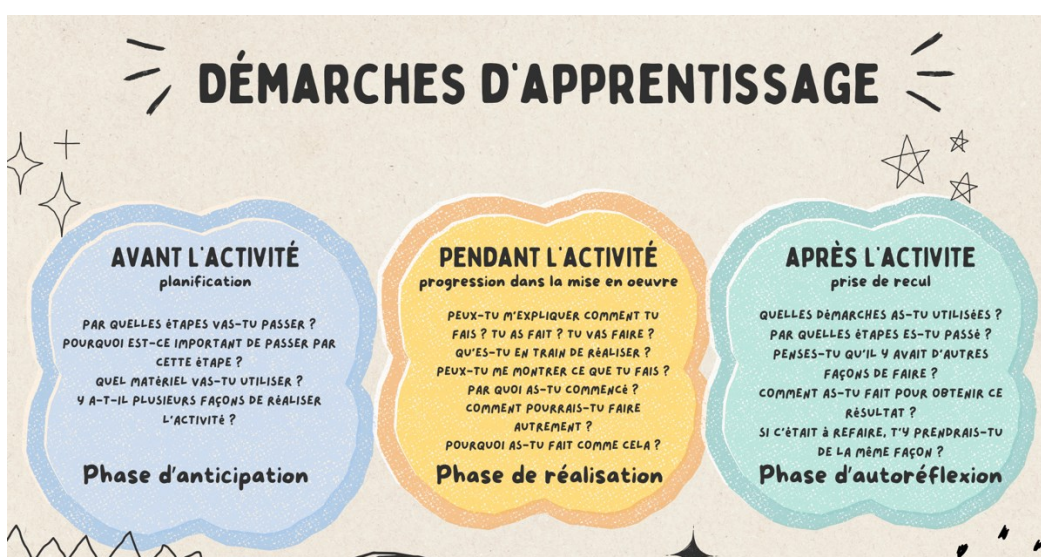 DÉMARCHES D'APPRENTISSAGE
AVANT L'ACTIVITÉ
planification
PAR QUELLES ÉTAPES VAS-TU PASSER ?
POURQUOI EST-CE IMPORTANT DE PASSER PAR
CETTE ÉTAPE ?
QUEL MATÉRIEL VAS-TU UTILISER ?
Y A-T-IL PLUSIEURS FAÇONS DE RÉALISER
L'ACTIVITÉ ?
Phase d'anticipation
PENDANT L'ACTIVITÉ
progression dans la mise en oeuvre
PEUX-TU M'EXPLIQUER COMMENT TU
FAIS ? TU AS FAIT ? TU VAS FAIRE ?
QU'ES-TU EN TRAIN DE RÉALISER ?
PEUX-TU ME MONTRER CE QUE TU FAIS ?
PAR QUOI AS-TU COMMENCÉ ?
COMMENT POURRAIS-TU FAIRE
AUTREMENT ?
POURQUOI AS-TU FAIT COMME CELA ?
Phase de réalisation
APRÈS L'ACTIVITE
prise de recul
QUELLES DÉMARCHES AS-TU UTILISÉES ?
PAR QUELLES ÉTAPES ES-TU PASSÉ ?
PENSES-TU QU'IL Y AVAIT D'AUTRES
FAÇONS DE FAIRE ?
COMMENT AS-TU FAIT POUR OBTENIR CE
RÉSULTAT ?
SI C'ÉTAIT À REFAIRE, T'Y PRENDRAIS-TU
DE LA MÊME FAÇON ?
Phase d'autoréflexion